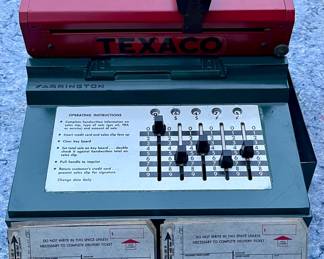 TEXACO
FARRINGTON
OPERATING INSTRUCTIONS
• Complete handwritten information on
sales slip, type of sale (gas oil, TBA
or service) and amount of sale
• Insert credit card and sales slip face up
• Clear key board
• Set total sale on key board... double
check it against handwritten total on
sales slip
• Pull handle to imprint
• Return customer's credit card...
present sales slip for signature
Change date daily
DO NOT WRITE IN THIS SPACE UNLESS
NECESSARY TO COMPLETE DELIVERY TICKET
DO NOT WRITE IN THIS SPACE UNLESS
NECESSARY TO COMPLETE DELIVERY TICKET